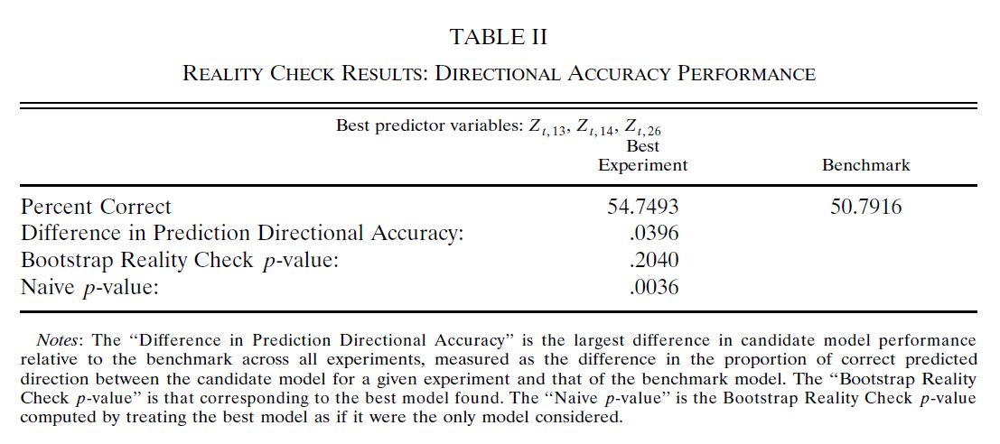 TABLE II
REALITY CHECK RESULTS: DIRECTIONAL ACCURACY PERFORMANCE
Best predictor variables: Z_{t,13}, Z_{t,14}, Z_{t,26}
Best
Experiment Benchmark
Percent Correct 54.7493 50.7916
Difference in Prediction Directional Accuracy: .0396
Bootstrap Reality Check p-value: .2040
Naive p-value: .0036
Notes: The “Difference in Prediction Directional Accuracy” is the largest difference in candidate model performance
relative to the benchmark across all experiments, measured as the difference in the proportion of correct predicted
direction between the candidate model for a given experiment and that of the benchmark model. The “Bootstrap Reality
Check p-value” is that corresponding to the best model found. The “Naive p-value” is the Bootstrap Reality Check p-value
computed by treating the best model as if it were the only model considered.